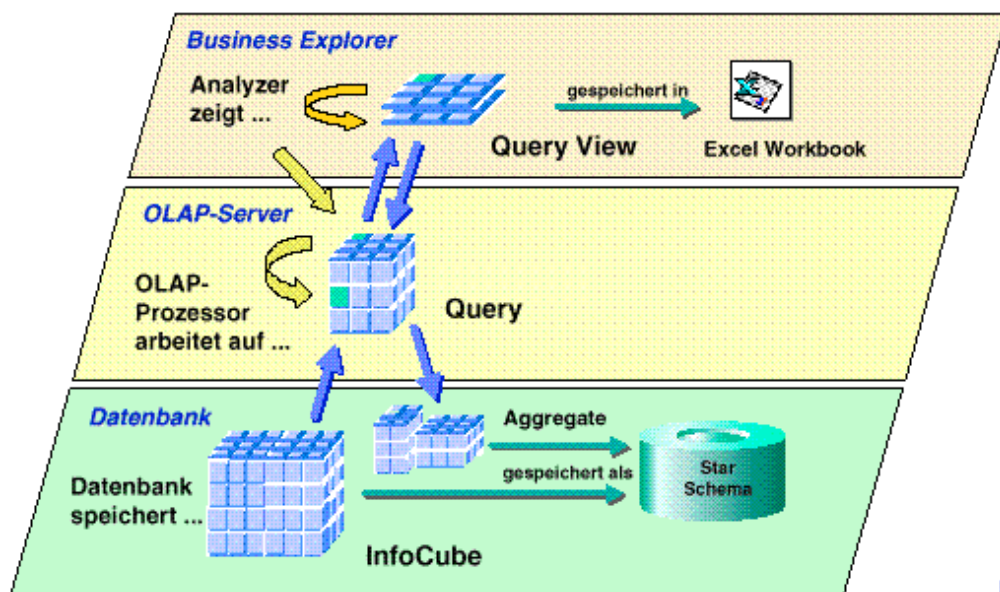 Business Explorer
Analyzer
zeigt ...
gespeichert in
Query View
Excel Workbook
OLAP-Server
OLAP-
Prozessor
arbeitet auf ...
Query
Datenbank
Aggregate
gespeichert als
Star
Schema
Datenbank
speichert ...
InfoCube